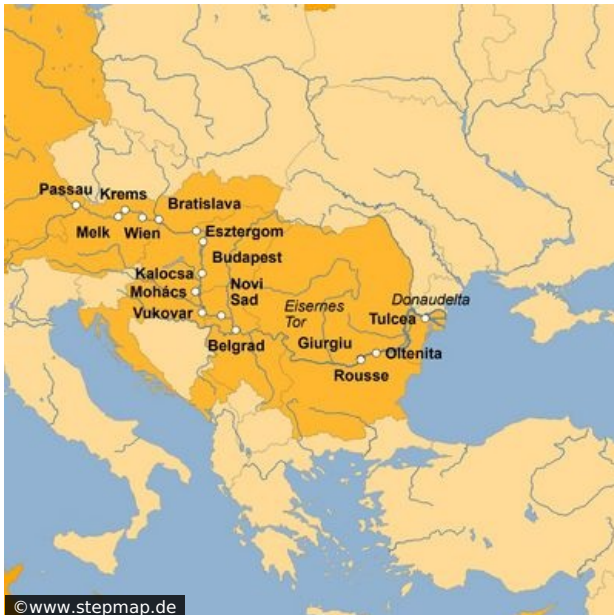 Passau
Krems
Bratislava
Melk
Wien
Esztergom
Budapest
Kalocsa
Mohács
Novi
Sad
Vukovar
Belgrad
Eisernes
Tor
Donaudelta
Tulcea
Giurgiu
Oltenita
Rousse
©www.stepmap.de